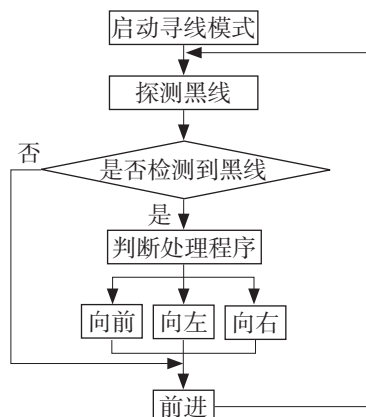 启动寻线模式
探测黑线
否
是否检测到黑线
是
判断处理程序
向前 向左 向右
前进